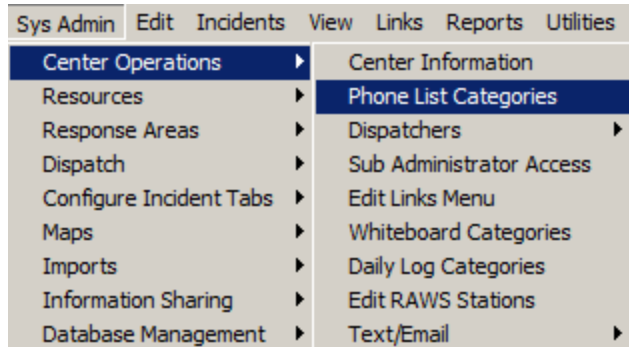 Sys Admin Edit Incidents View Links Reports Utilities
Center Operations
Resources
Response Areas
Dispatch
Configure Incident Tabs
Maps
Imports
Information Sharing
Database Management
Center Information
Phone List Categories
Dispatchers
Sub Administrator Access
Edit Links Menu
Whiteboard Categories
Daily Log Categories
Edit RAWS Stations
Text/Email